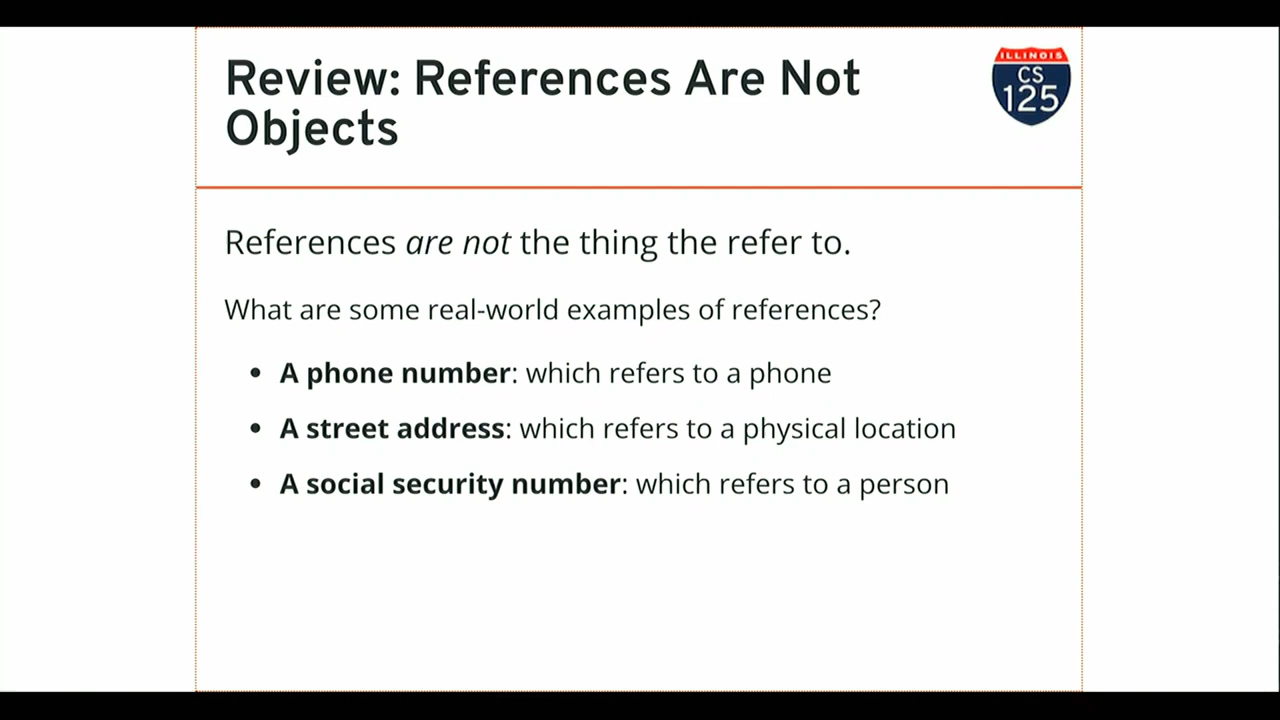 Review: References Are Not
Objects
ILLINOIS
CS
125
References are not the thing the refer to.
What are some real-world examples of references?
• A phone number: which refers to a phone
• A street address: which refers to a physical location
• A social security number: which refers to a person